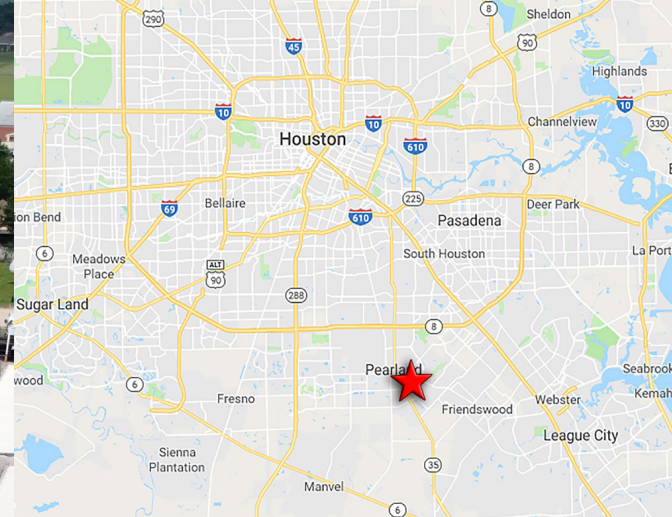 290
8
Sheldon
45
90
Highlands
10
10
10
Channelview
330
Houston
610
8
225
Bellaire
69
610
Deer Park
ion Bend
Pasadena
6
Meadows
Place
South Houston
La Port
ALT
90
288
Sugar Land
8
Pearland
wood
6
Fresno
Seabrook
Kemah
Webster
Friendswood
League City
Sienna
Plantation
35
Manvel
6